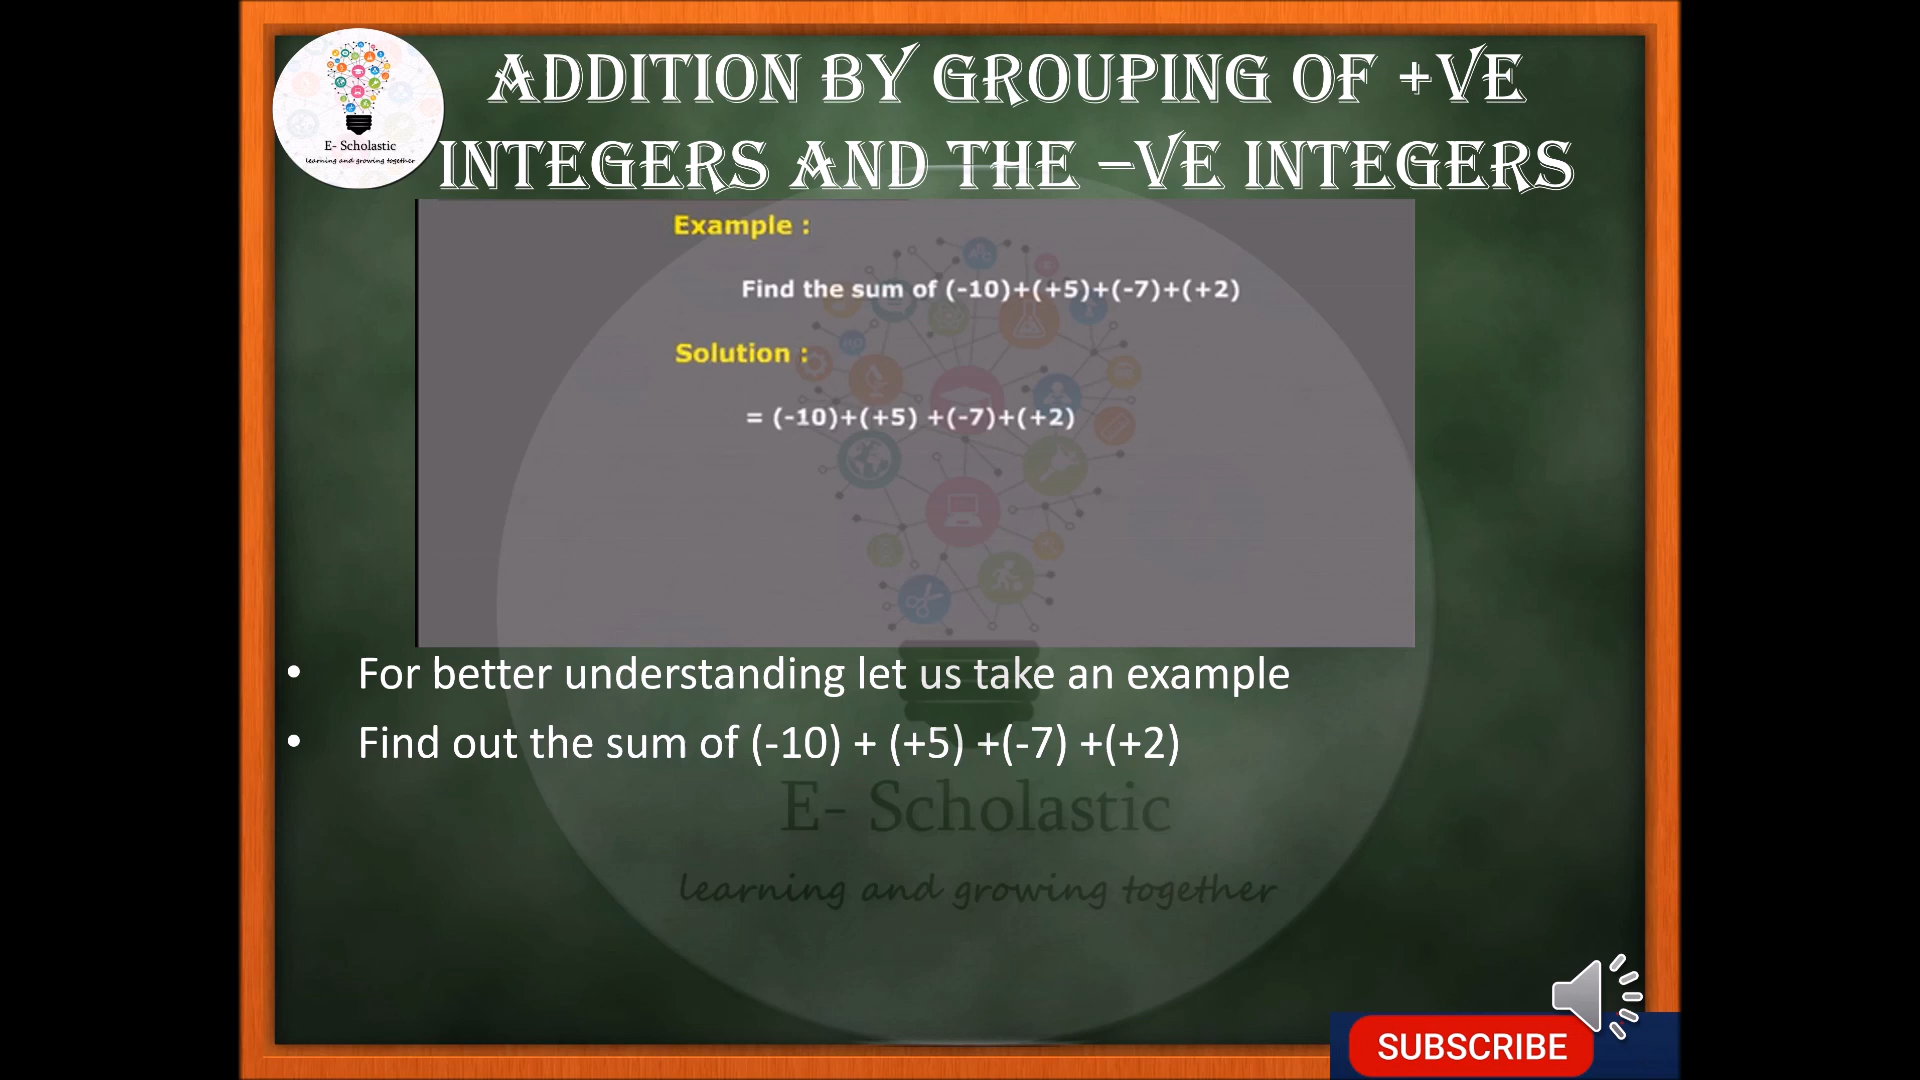 ADDITION BY GROUPING OF +VE
INTEGERS AND THE –VE INTEGERS
E- Scholastic
learning and growing together
Example :
Find the sum of (-10)+(+5)+(-7)+(+2)
Solution :
= (-10)+(+5) +(-7)+(+2)
• For better understanding let us take an example
• Find out the sum of (-10) + (+5) +(-7) +(+2)
E- Scholastic
learning and growing together
SUBSCRIBE